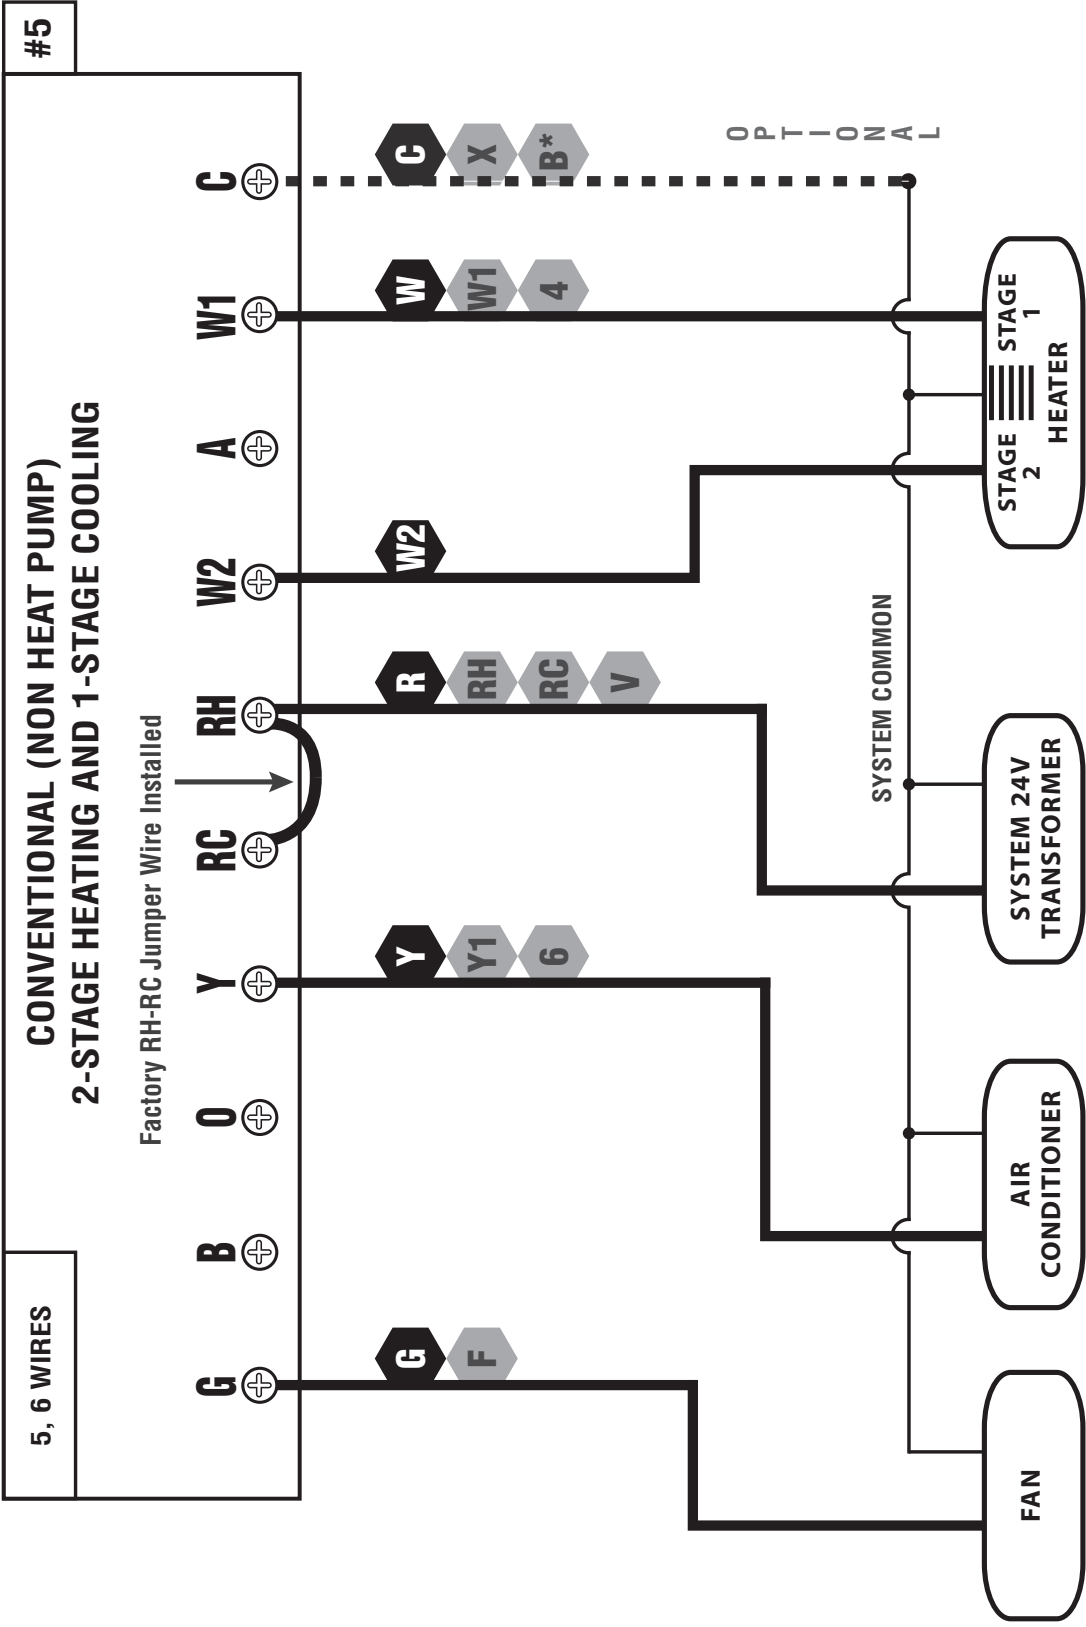 5, 6 WIRES
CONVENTIONAL (NON HEAT PUMP)
2-STAGE HEATING AND 1-STAGE COOLING
#5
Factory RH-RC Jumper Wire Installed
G
B
O
Y
RC
RH
W2
A
W1
C
G
F
Y
Y1
6
R
RH
RC
V
W2
W
W1
4
C
X
B*
OPTIONAL
SYSTEM COMMON
FAN
AIR
CONDITIONER
SYSTEM 24V
TRANSFORMER
STAGE
2
STAGE
1
HEATER